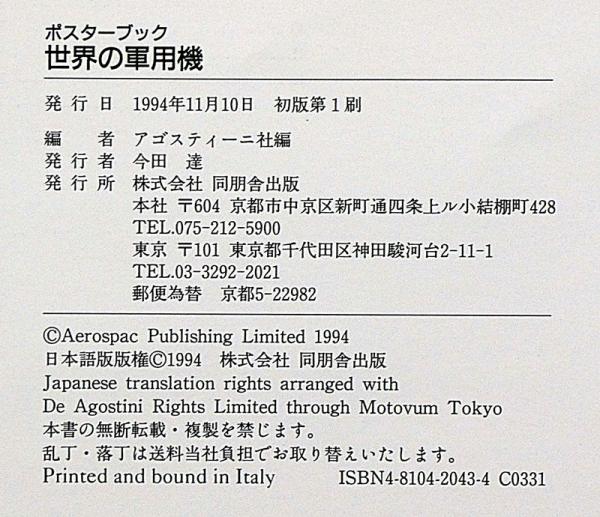 ポスターブック
世界の軍用機
発行日 1994年11月10日 初版第1刷
編者 アゴスティーニ社編
発行者 今田 達
発行所 株式会社 同朋舎出版
本社 〒604 京都市中京区新町通四条上ル小結棚町428
TEL.075-212-5900
東京 〒101 東京都千代田区神田駿河台2-11-1
TEL.03-3292-2021
郵便為替 京都5-22982
©Aerospac Publishing Limited 1994
日本語版版権©1994 株式会社 同朋舎出版
Japanese translation rights arranged with
De Agostini Rights Limited through Motovum Tokyo
本書の無断転載・複製を禁じます。
乱丁・落丁は送料当社負担でお取り替えいたします。
Printed and bound in Italy ISBN4-8104-2043-4 C0331